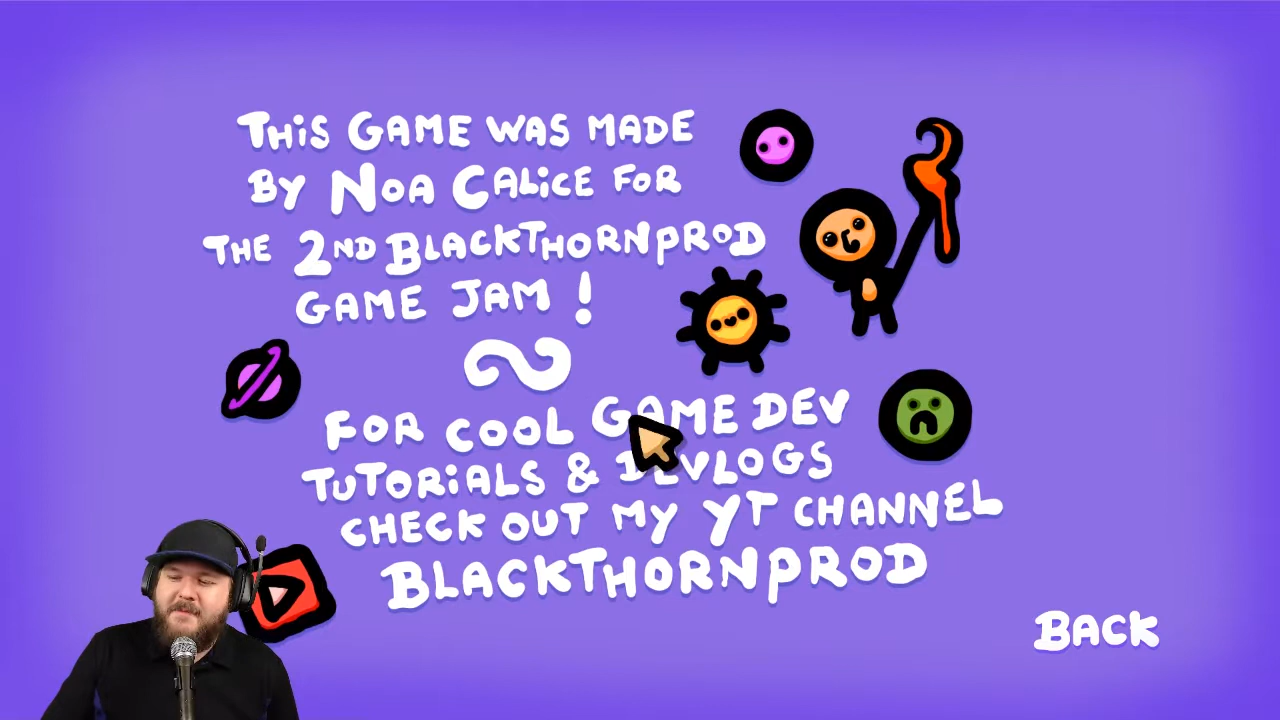 THiS GAME WAS MADE
BY NOA CALiCE FOR
THE 2ND BLACKTHORNPROD
GAME JAM !
FOR COOL GAME DEV
TUTORiALS & DEVLOGS
CHECK OUT MY YT CHANNEL
BLACKTHORNPROD
BACK